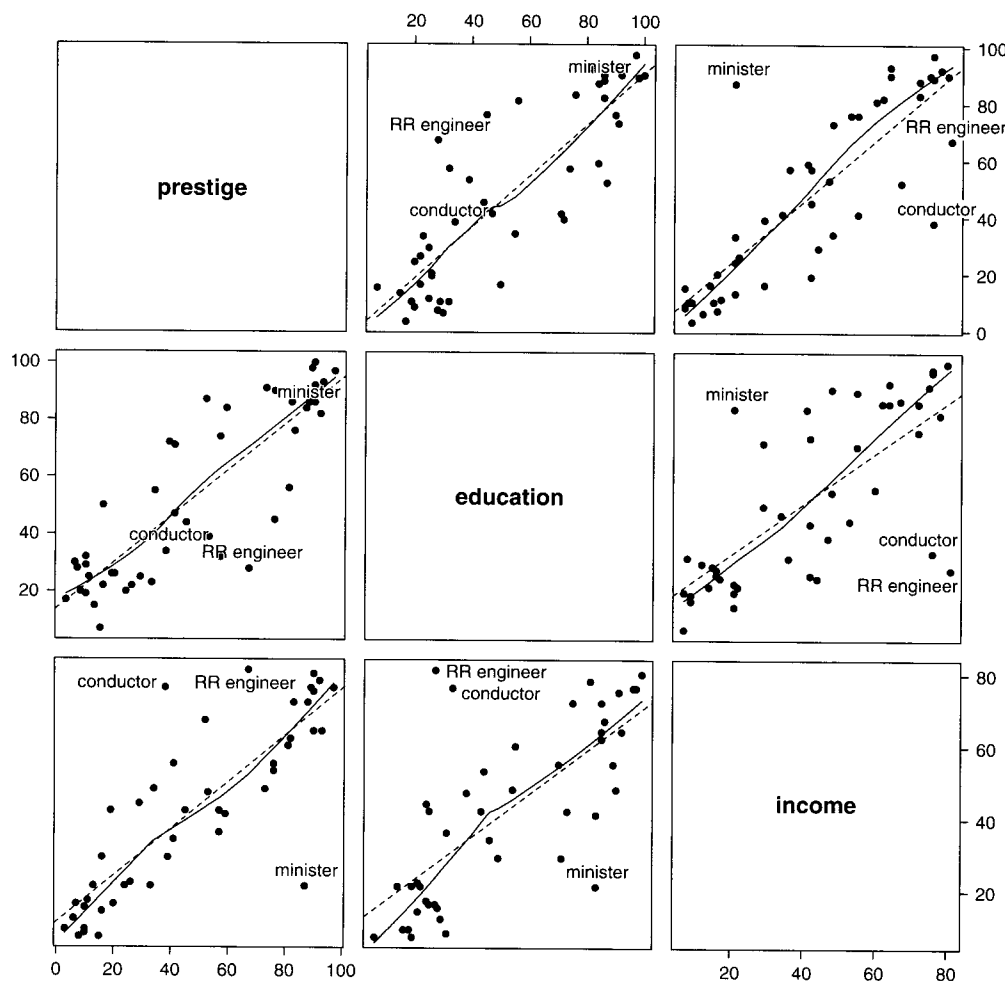 20 40 60 80 100
prestige
minister
RR engineer
conductor
minister
RR engineer
conductor
100
80
60
40
20
0
100
80
60
40
20
minister
conductor
RR engineer
education
minister
conductor
RR engineer
conductor
RR engineer
minister
RR engineer
conductor
minister
income
80
60
40
20
0 20 40 60 80 100
20 40 60 80